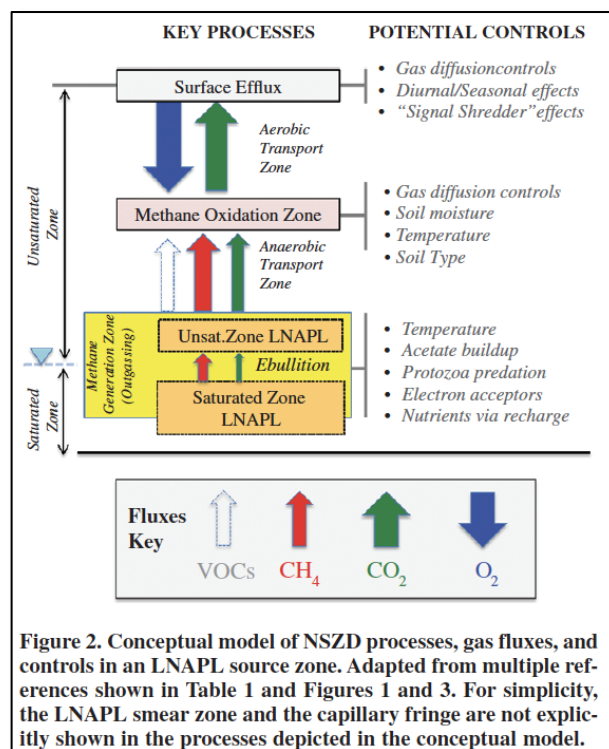 KEY PROCESSES
POTENTIAL CONTROLS
Surface Efflux
• Gas diffusioncontrols
• Diurnal/Seasonal effects
• “Signal Shredder”effects
Aerobic
Transport
Zone
Unsaturated
Zone
Methane Oxidation Zone
• Gas diffusion controls
• Soil moisture
• Temperature
• Soil Type
Anaerobic
Transport
Zone
Methane
Generation Zone
(Outgassing)
Unsat.Zone LNAPL
Ebullition
Saturated Zone
LNAPL
• Temperature
• Acetate buildup
• Protozoa predation
• Electron acceptors
• Nutrients via recharge
Saturated
Zone
Fluxes
Key
VOCs
CH₄
CO₂
O₂
Figure 2. Conceptual model of NSZD processes, gas fluxes, and
controls in an LNAPL source zone. Adapted from multiple ref-
erences shown in Table 1 and Figures 1 and 3. For simplicity,
the LNAPL smear zone and the capillary fringe are not explic-
itly shown in the processes depicted in the conceptual model.